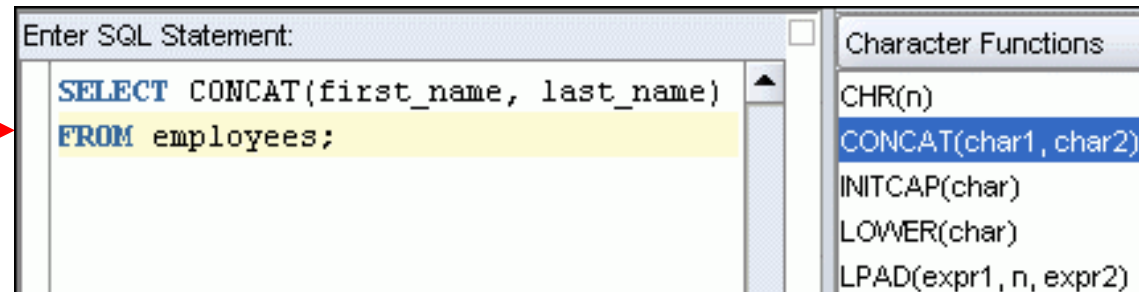 Enter SQL Statement:
SELECT CONCAT(first_name, last_name)
FROM employees;
Character Functions
CHR(n)
CONCAT(char1, char2)
INITCAP(char)
LOWER(char)
LPAD(expr1, n, expr2)